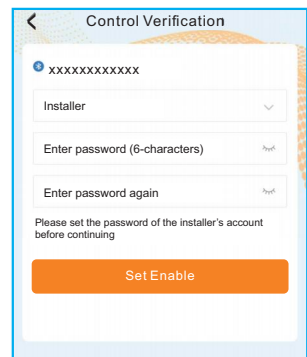 Control Verification
xxxxxxxxxxxx
Installer
Enter password (6-characters)
Enter password again
Please set the password of the installer's account
before continuing
Set Enable